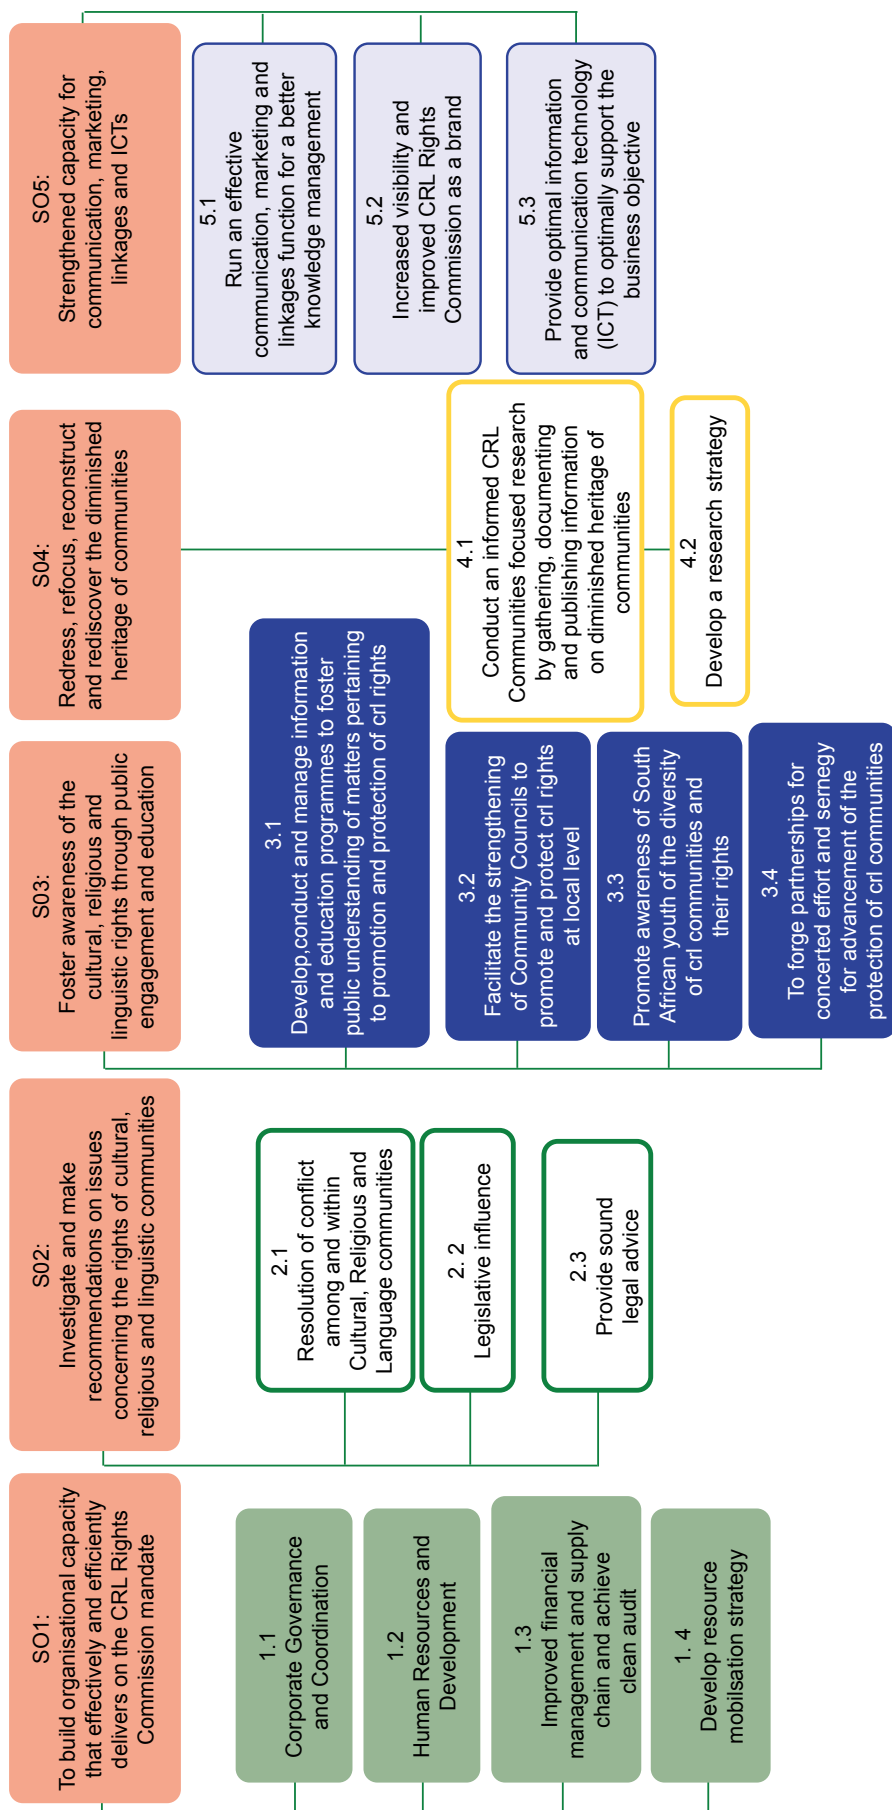 SO1:
To build organisational capacity
that effectively and efficiently
delivers on the CRL Rights
Commission mandate
1.1
Corporate Governance
and Coordination
1.2
Human Resources and
Development
1.3
Improved financial
management and supply
chain and achieve
clean audit
1. 4
Develop resource
mobilisation strategy
S02:
Investigate and make
recommendations on issues
concerning the rights of cultural,
religious and linguistic communities
2.1
Resolution of conflict
among and within
Cultural, Religious and
Language communities
2. 2
Legislative influence
2.3
Provide sound
legal advice
S03:
Foster awareness of the
cultural, religious and
linguistic rights through public
engagement and education
3.1
Develop,conduct and manage information
and education programmes to foster
public understanding of matters pertaining
to promotion and protection of crl rights
3.2
Facilitate the strengthening
of Community Councils to
promote and protect crl rights
at local level
3.3
Promote awareness of South
African youth of the diversity
of crl communities and
their rights
3.4
To forge partnerships for
concerted effort and sernegy
for advancement of the
protection of crl communities
S04:
Redress, refocus, reconstruct
and rediscover the diminished
heritage of communities
4.1
Conduct an informed CRL
Communities focused research
by gathering, documenting
and publishing information
on diminished heritage of
communities
4.2
Develop a research strategy
SO5:
Strengthened capacity for
communication, marketing,
linkages and ICTs
5.1
Run an effective
communication, marketing and
linkages function for a better
knowledge management
5.2
Increased visibility and
improved CRL Rights
Commission as a brand
5.3
Provide optimal information
and communication technology
(ICT) to optimally support the
business objective